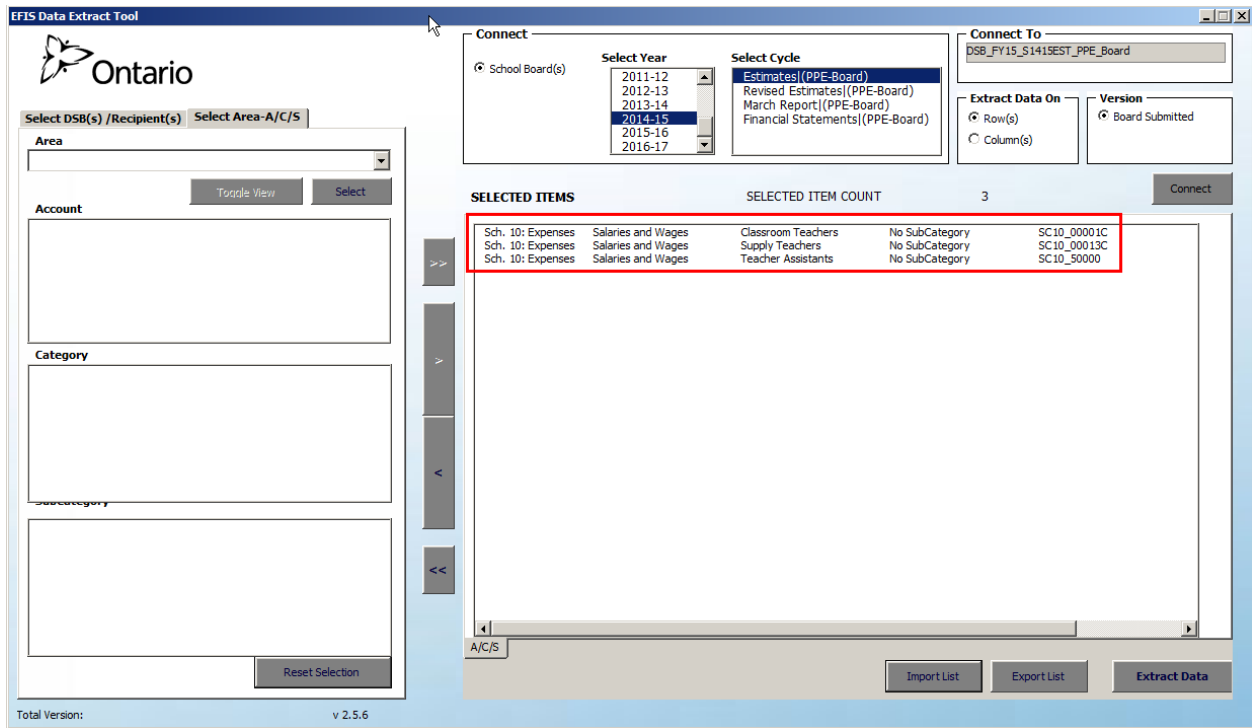 EFIS Data Extract Tool
Ontario
Select DSB(s) /Recipient(s) Select Area-A/C/S
Area
Toggle View Select
Account
Category
Subcategory
Reset Selection
Total Version: v 2.5.6
>>
>
<
<<
Connect
School Board(s)
Select Year
2011-12
2012-13
2013-14
2014-15
2015-16
2016-17
Select Cycle
Estimates|(PPE-Board)
Revised Estimates|(PPE-Board)
March Report|(PPE-Board)
Financial Statements|(PPE-Board)
Connect To
DSB_FY15_S1415EST_PPE_Board
Extract Data On
Row(s)
Column(s)
Version
Board Submitted
Connect
SELECTED ITEMS SELECTED ITEM COUNT 3
Sch. 10: Expenses Salaries and Wages Classroom Teachers No SubCategory SC10_00001C
Sch. 10: Expenses Salaries and Wages Supply Teachers No SubCategory SC10_00013C
Sch. 10: Expenses Salaries and Wages Teacher Assistants No SubCategory SC10_50000
A/C/S
Import List Export List Extract Data